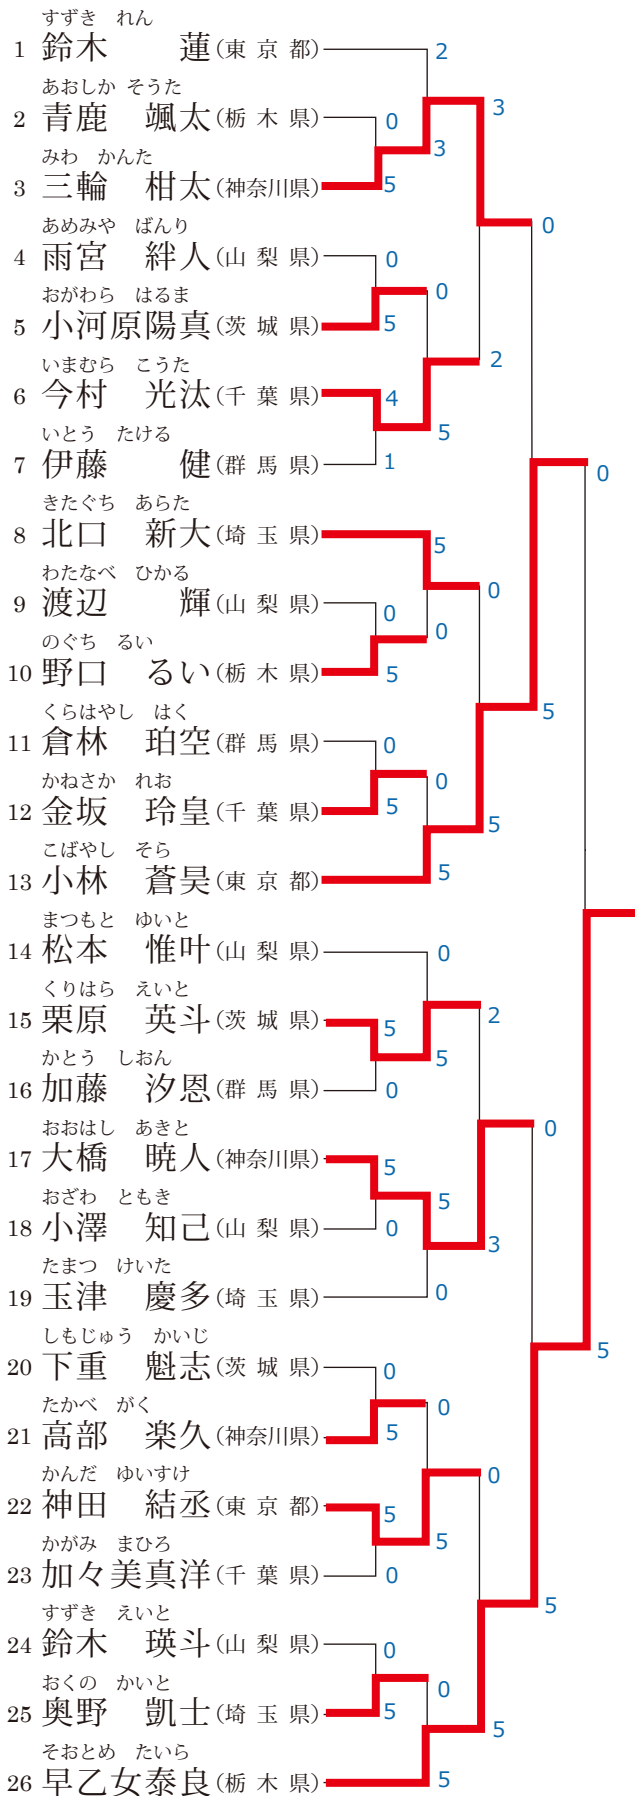 すずき れん
1 鈴木 蓮 (東京都)
2
あおしか そうた
3
2 青鹿 颯太 (栃木県)
0
3
みわ かんた
3 三輪 柑太 (神奈川県)
5
0
あめみや ばんり
4 雨宮 絆人 (山梨県)
0
おがわら はるま
0
5 小河原陽真 (茨城県)
5
いまむら こうた
2
6 今村 光汰 (千葉県)
4
いとう たける
5
7 伊藤 健 (群馬県)
1
0
きたぐち あらた
8 北口 新大 (埼玉県)
5
わたなべ ひかる
0
9 渡辺 輝 (山梨県)
0
のぐち るい
0
10 野口 るい (栃木県)
5
くらはやし はく
5
11 倉林 珀空 (群馬県)
0
かねさか れお
0
12 金坂 玲皇 (千葉県)
5
5
こばやし そら
13 小林 蒼昊 (東京都)
5
まつもと ゆいと
14 松本 惟叶 (山梨県)
0
くりはら えいと
2
15 栗原 英斗 (茨城県)
5
かとう しおん
5
16 加藤 汐恩 (群馬県)
0
おおはし あきと
0
17 大橋 暁人 (神奈川県)
5
おざわ ともき
5
18 小澤 知己 (山梨県)
0
3
たまつ けいた
19 玉津 慶多 (埼玉県)
0
しもじゅう かいじ
5
20 下重 魁志 (茨城県)
0
たかべ がく
0
21 高部 楽久 (神奈川県)
5
かんだ ゆいすけ
0
22 神田 結丞 (東京都)
5
かがみ まひろ
5
23 加々美真洋 (千葉県)
0
すずき えいと
5
24 鈴木 瑛斗 (山梨県)
0
おくの かいと
0
25 奥野 凱士 (埼玉県)
5
5
そおとめ たいら
26 早乙女泰良 (栃木県)
5